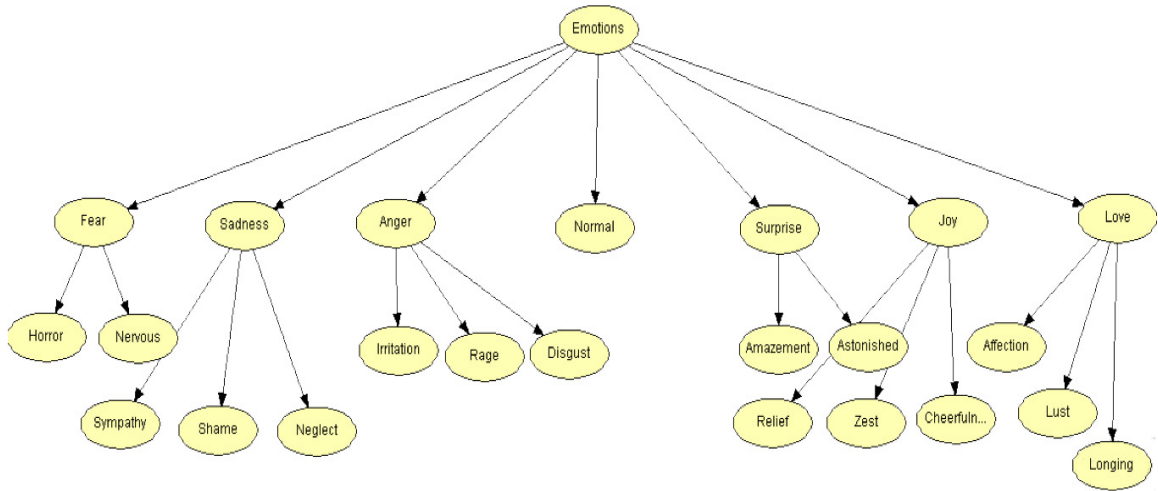 Emotions
Fear
Sadness
Anger
Normal
Surprise
Joy
Love
Horror
Nervous
Irritation
Rage
Disgust
Amazement
Astonished
Affection
Sympathy
Shame
Neglect
Relief
Zest
Cheerfuln...
Lust
Longing